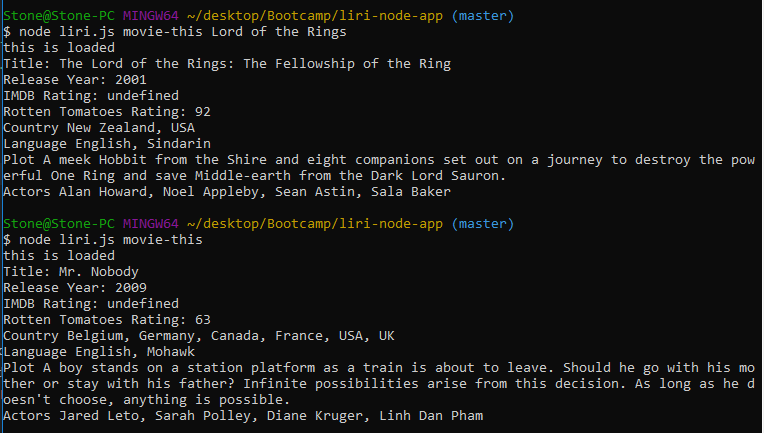 Stone@Stone-PC MINGW64 ~/desktop/Bootcamp/liri-node-app (master)
$ node liri.js movie-this Lord of the Rings
this is loaded
Title: The Lord of the Rings: The Fellowship of the Ring
Release Year: 2001
IMDB Rating: undefined
Rotten Tomatoes Rating: 92
Country New Zealand, USA
Language English, Sindarin
Plot A meek Hobbit from the Shire and eight companions set out on a journey to destroy the pow
erful One Ring and save Middle-earth from the Dark Lord Sauron.
Actors Alan Howard, Noel Appleby, Sean Astin, Sala Baker
Stone@Stone-PC MINGW64 ~/desktop/Bootcamp/liri-node-app (master)
$ node liri.js movie-this
this is loaded
Title: Mr. Nobody
Release Year: 2009
IMDB Rating: undefined
Rotten Tomatoes Rating: 63
Country Belgium, Germany, Canada, France, USA, UK
Language English, Mohawk
Plot A boy stands on a station platform as a train is about to leave. Should he go with his mo
ther or stay with his father? Infinite possibilities arise from this decision. As long as he d
oesn't choose, anything is possible.
Actors Jared Leto, Sarah Polley, Diane Kruger, Linh Dan Pham